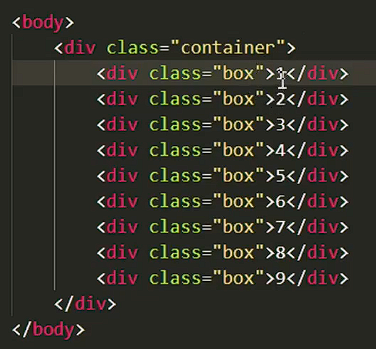 <body>
<div class="container">
<div class="box">1</div>
<div class="box">2</div>
<div class="box">3</div>
<div class="box">4</div>
<div class="box">5</div>
<div class="box">6</div>
<div class="box">7</div>
<div class="box">8</div>
<div class="box">9</div>
</div>
</body>